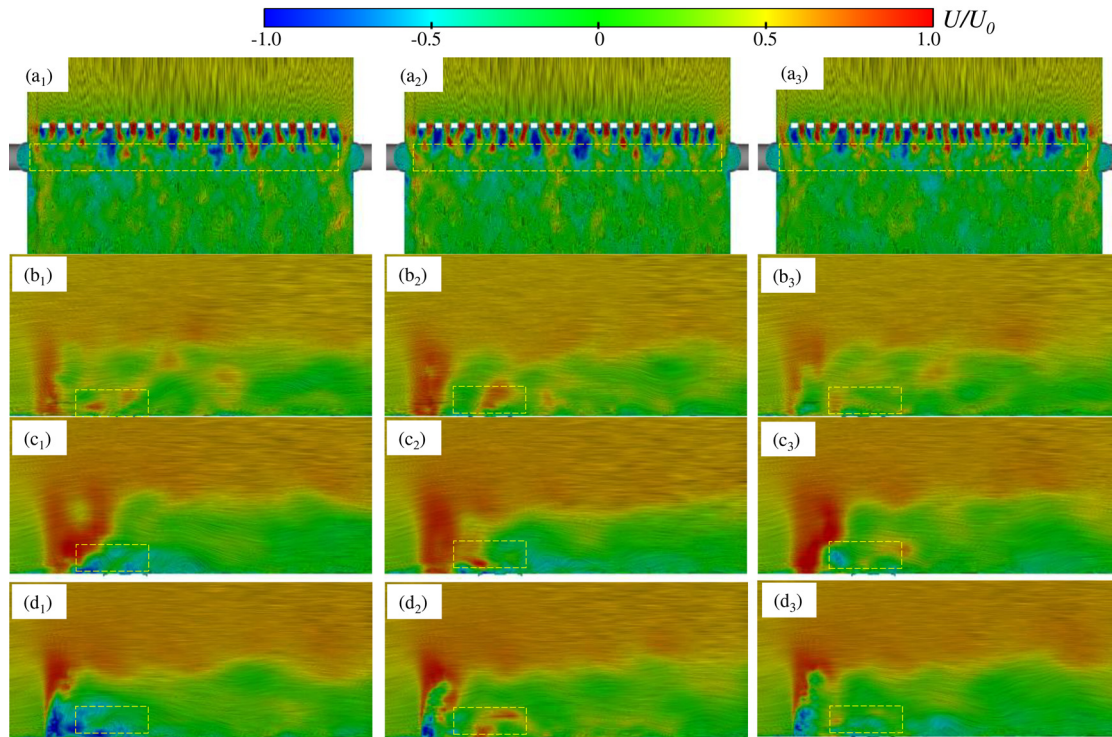 U/U₀
-1.0 -0.5 0 0.5 1.0
(a₁) (a₂) (a₃)
(b₁) (b₂) (b₃)
(c₁) (c₂) (c₃)
(d₁) (d₂) (d₃)